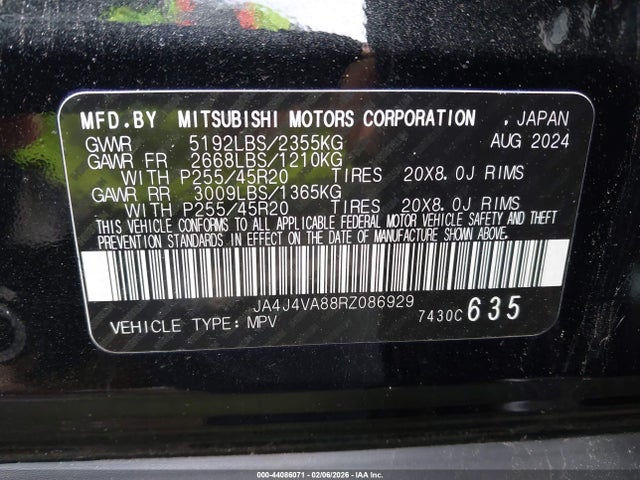 MFD.BY MITSUBISHI MOTORS CORPORATION , JAPAN
GVWR 5192LBS/2355KG AUG 2024
GAWR FR 2668LBS/1210KG
WITH P255/45R20 TIRES 20X8.0J RIMS
GAWR RR 3009LBS/1365KG
WITH P255/45R20 TIRES 20X8.0J RIMS
THIS VEHICLE CONFORMS TO ALL APPLICABLE FEDERAL MOTOR VEHICLE SAFETY AND THEFT
PREVENTION STANDARDS IN EFFECT ON THE DATE OF MANUFACTURE SHOWN ABOVE.
JA4J4VA88RZ086929
VEHICLE TYPE: MPV 7430C 635
000-44086071 - 02/06/2026 - IAA Inc.